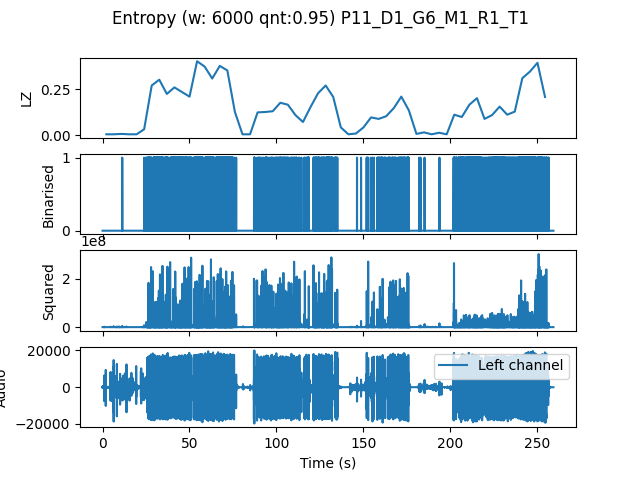 Entropy (w: 6000 qnt:0.95) P11_D1_G6_M1_R1_T1
LZ
0.25
0.00
Binarised
1
0
1e8
Squared
2
0
Audio
20000
0
−20000
Left channel
0 50 100 150 200 250
Time (s)